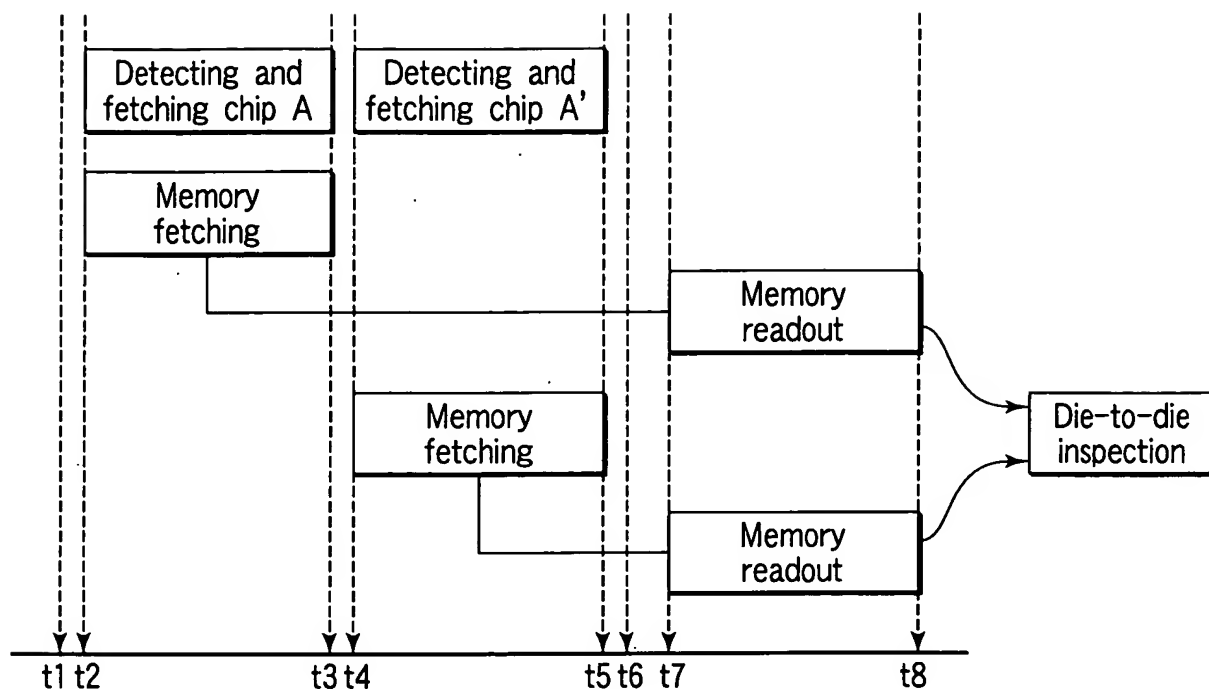 Detecting and
fetching chip A
Detecting and
fetching chip A'
Memory
fetching
Memory
readout
Memory
fetching
Die-to-die
inspection
Memory
readout
t1 t2 t3 t4 t5 t6 t7 t8